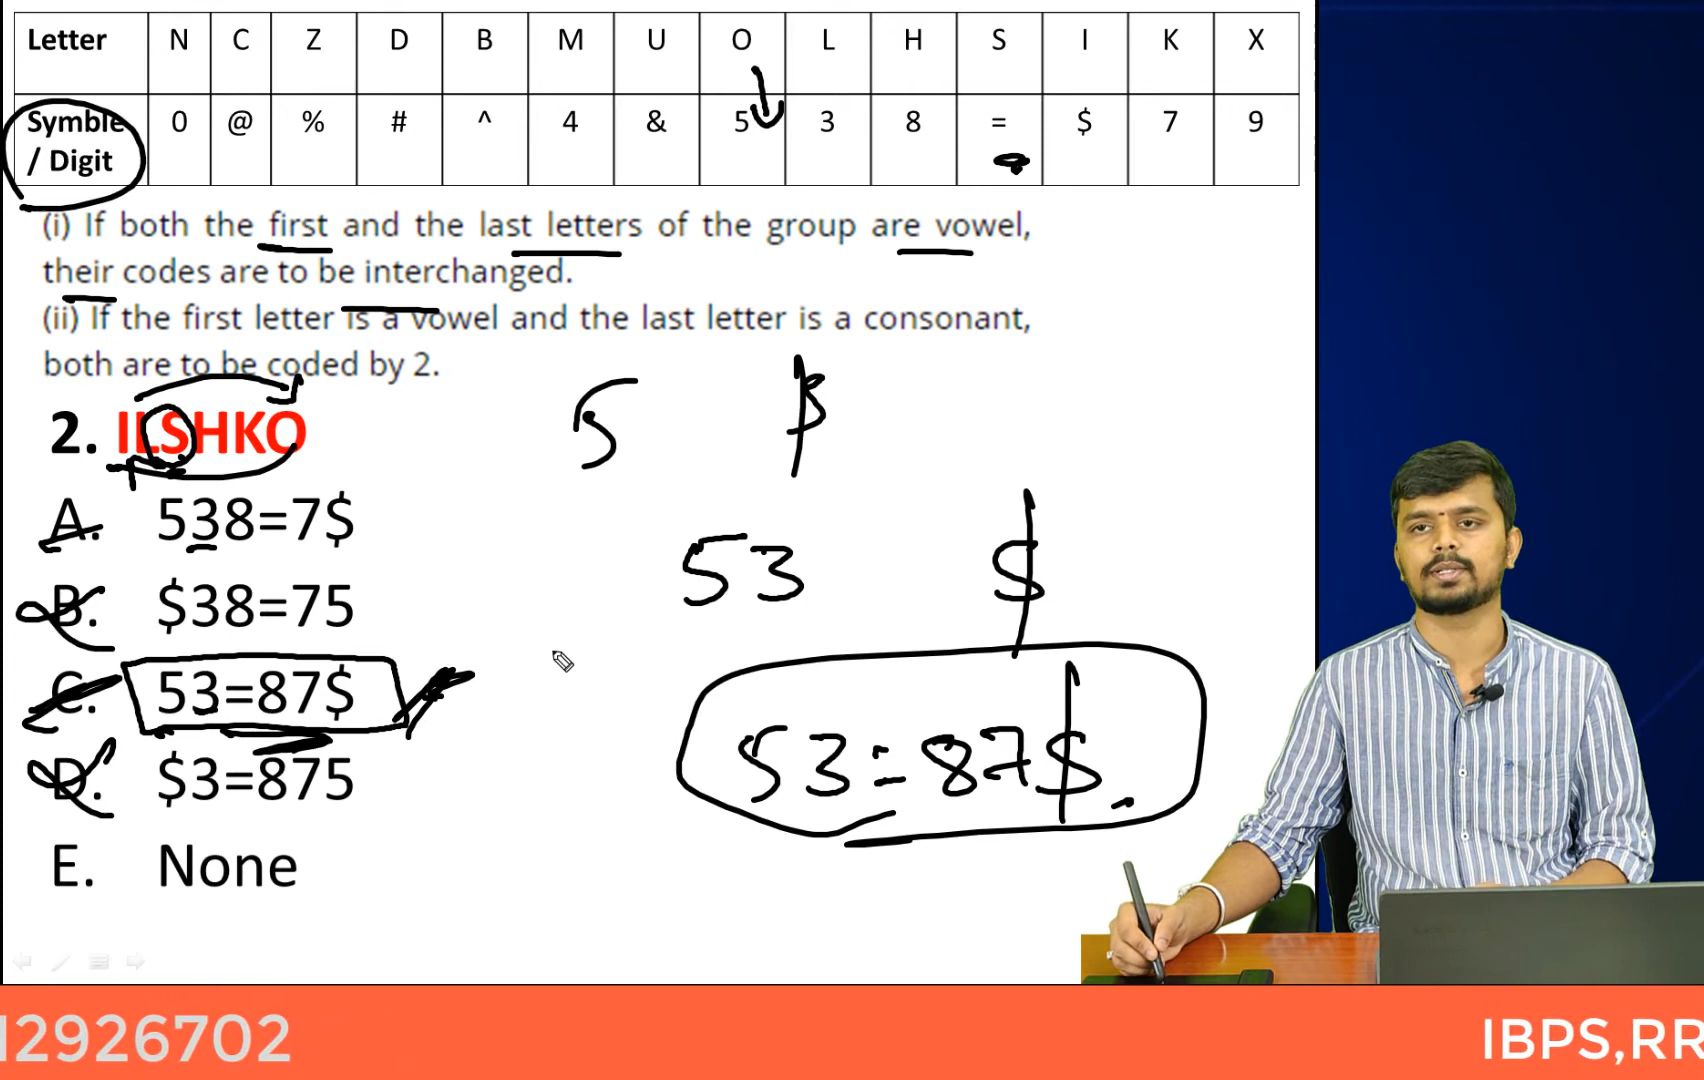 Letter N C Z D B M U O L H S I K X
Symble / Digit 0 @ % # ^ 4 & 5 3 8 = $ 7 9
(i) If both the first and the last letters of the group are vowel,
their codes are to be interchanged.
(ii) If the first letter is a vowel and the last letter is a consonant,
both are to be coded by 2.
2. ILSHKO
5 $
A. 538=7$
53 $
B. $38=75
C. 53=87$
53=87$.
D. $3=875
E. None
12926702 IBPS,RR